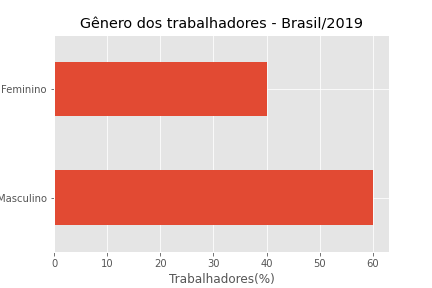 Gênero dos trabalhadores - Brasil/2019
Feminino
Masculino
0 10 20 30 40 50 60
Trabalhadores(%)